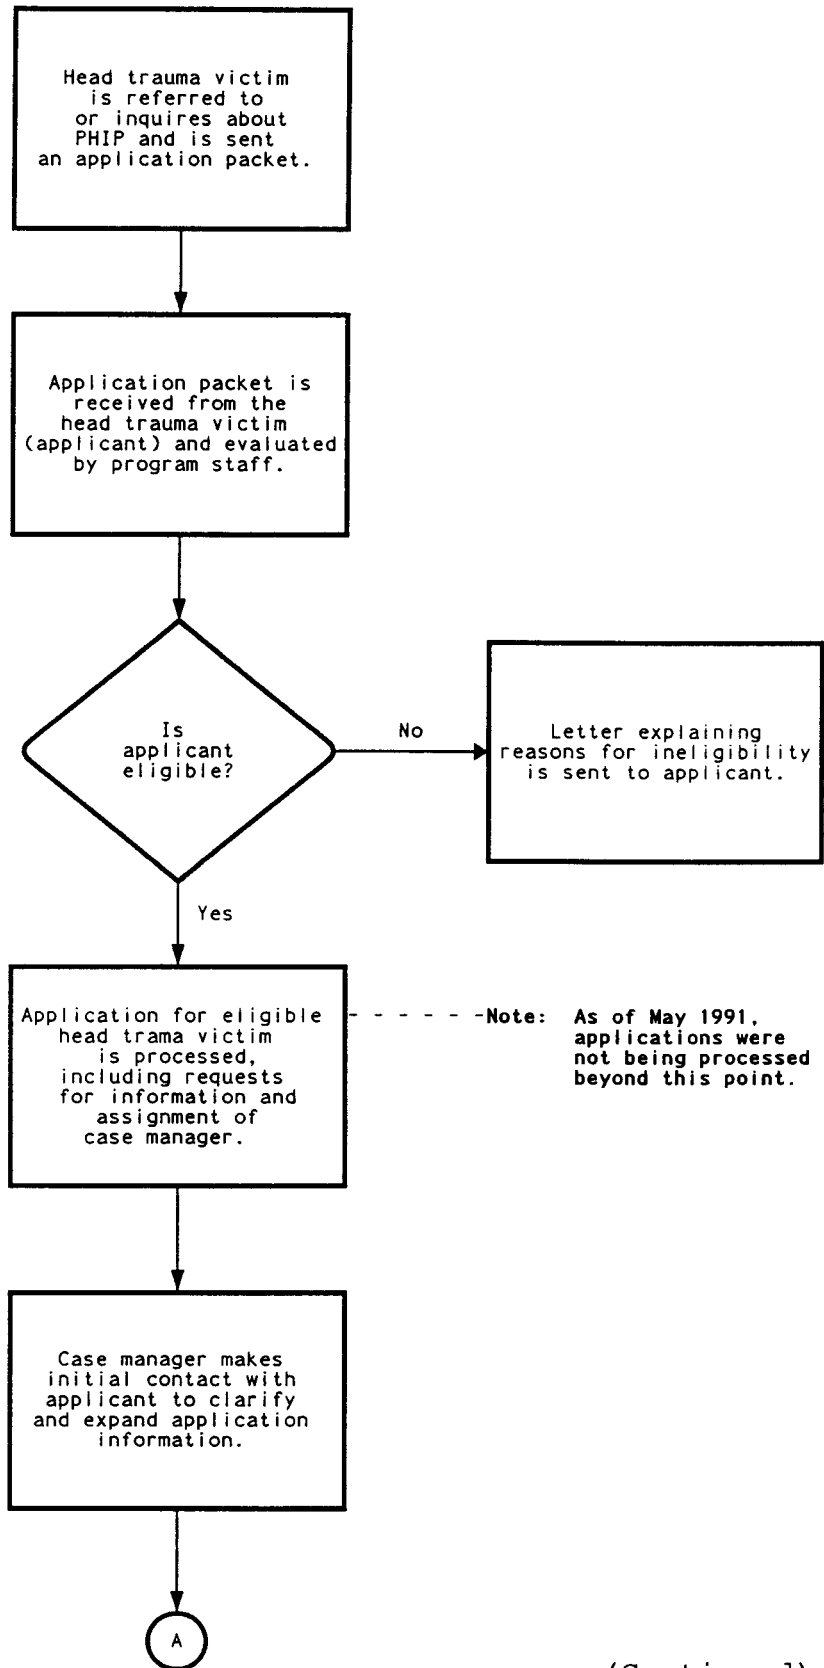 Head trauma victim
is referred to
or inquires about
PHIP and is sent
an application packet.
Application packet is
received from the
head trauma victim
(applicant) and evaluated
by program staff.
Is
applicant
eligible?
No
Letter explaining
reasons for ineligibility
is sent to applicant.
Yes
Application for eligible
head trama victim
is processed,
including requests
for information and
assignment of
case manager.
Note: As of May 1991,
applications were
not being processed
beyond this point.
Case manager makes
initial contact with
applicant to clarify
and expand application
information.
A